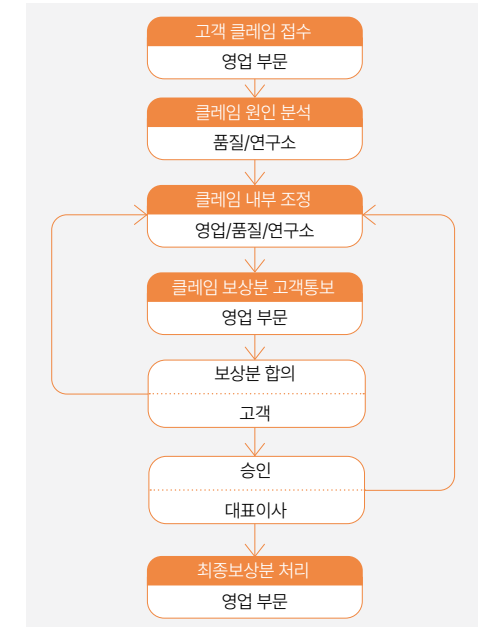 고객 클레임 접수
영업 부문
클레임 원인 분석
품질/연구소
클레임 내부 조정
영업/품질/연구소
클레임 보상분 고객통보
영업 부문
보상분 합의
고객
승인
대표이사
최종보상분 처리
영업 부문